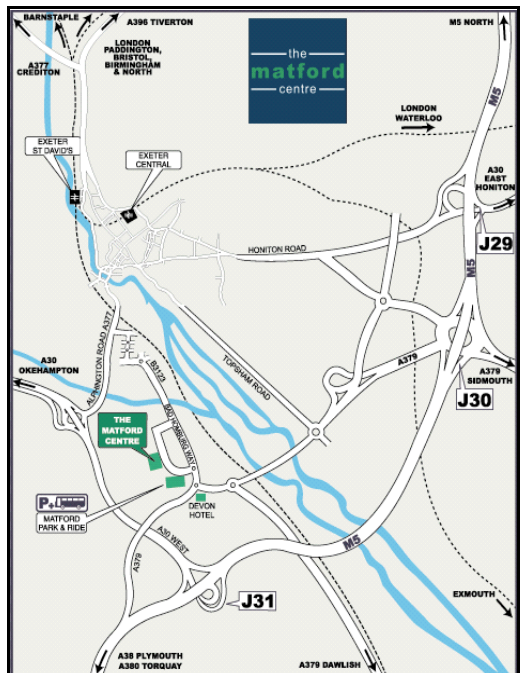 BARNSTAPLE
A396 TIVERTON
M5 NORTH
A377
CREDITON
LONDON
PADDINGTON,
BRISTOL,
BIRMINGHAM
& NORTH
the
matford
centre
M5
LONDON
WATERLOO
EXETER
ST DAVID'S
EXETER
CENTRAL
A30
EAST
HONITON
J29
HONITON ROAD
M5
ALPHINGTON ROAD A377
A30
OKEHAMPTON
B3123
TOPSHAM ROAD
A379
A379
SIDMOUTH
J30
THE
MATFORD
CENTRE
BAD HOMBURG WAY
P+
MATFORD
PARK & RIDE
DEVON
HOTEL
A30 WEST
M5
A379
J31
EXMOUTH
A38 PLYMOUTH
A380 TORQUAY
A379 DAWLISH